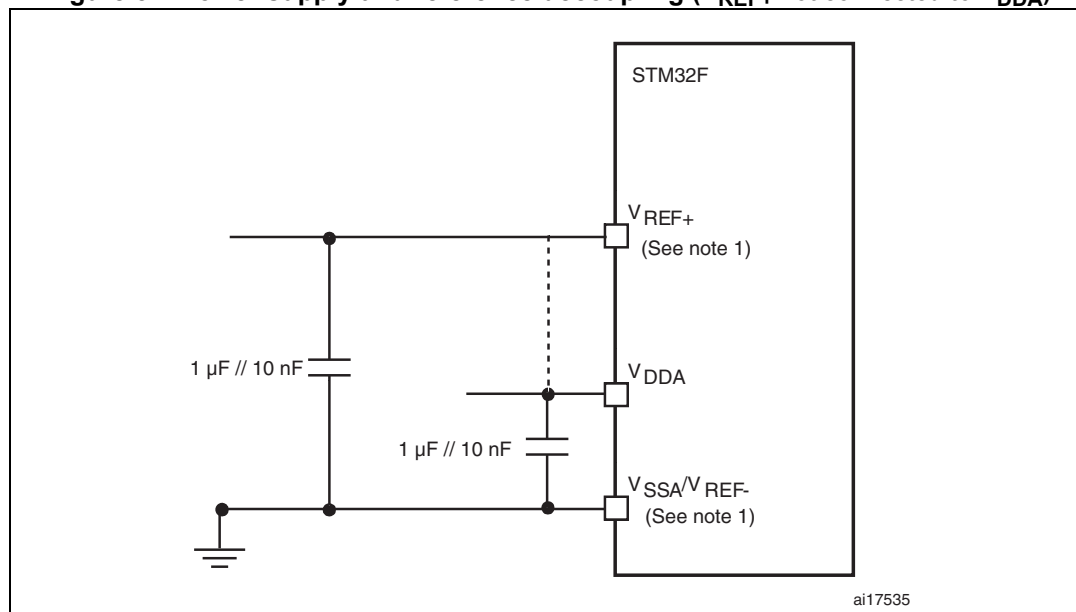 STM32F
VREF+
(See note 1)
1 µF // 10 nF
VDDA
1 µF // 10 nF
VSSA/VREF-
(See note 1)
ai17535